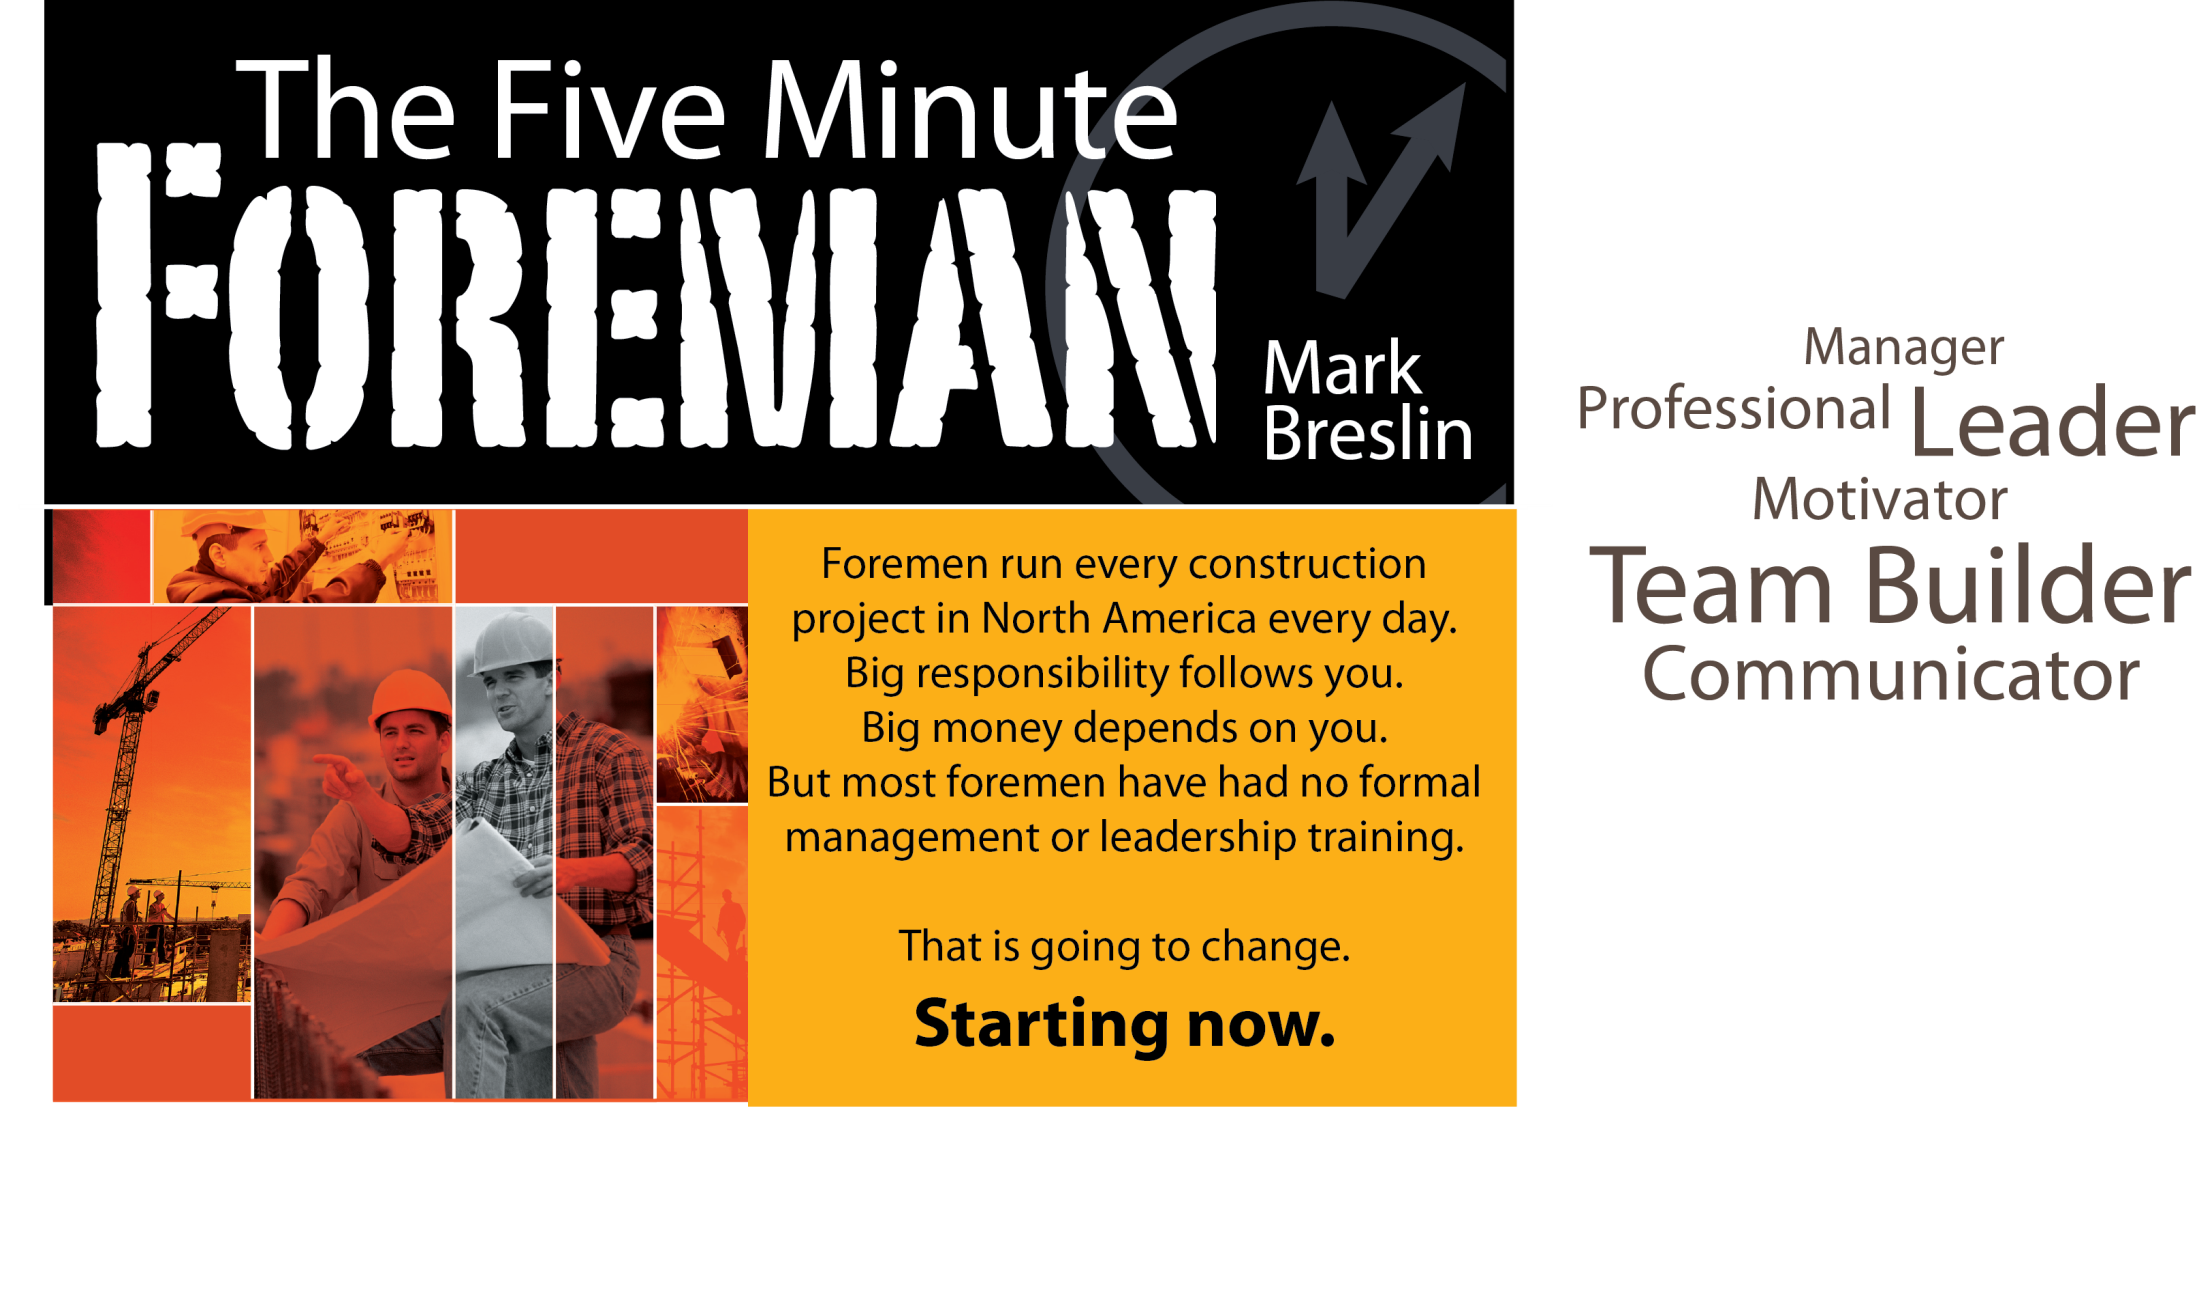 The Five Minute
FOREMAN
Mark
Breslin
Foremen run every construction
project in North America every day.
Big responsibility follows you.
Big money depends on you.
But most foremen have had no formal
management or leadership training.
That is going to change.
Starting now.
Manager
Professional Leader
Motivator
Team Builder
Communicator